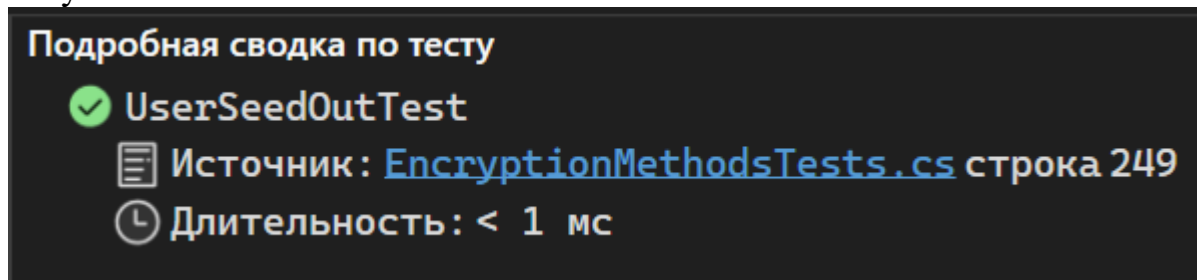 Подробная сводка по тесту
UserSeedOutTest
Источник: EncryptionMethodsTests.cs строка 249
Длительность: < 1 мс